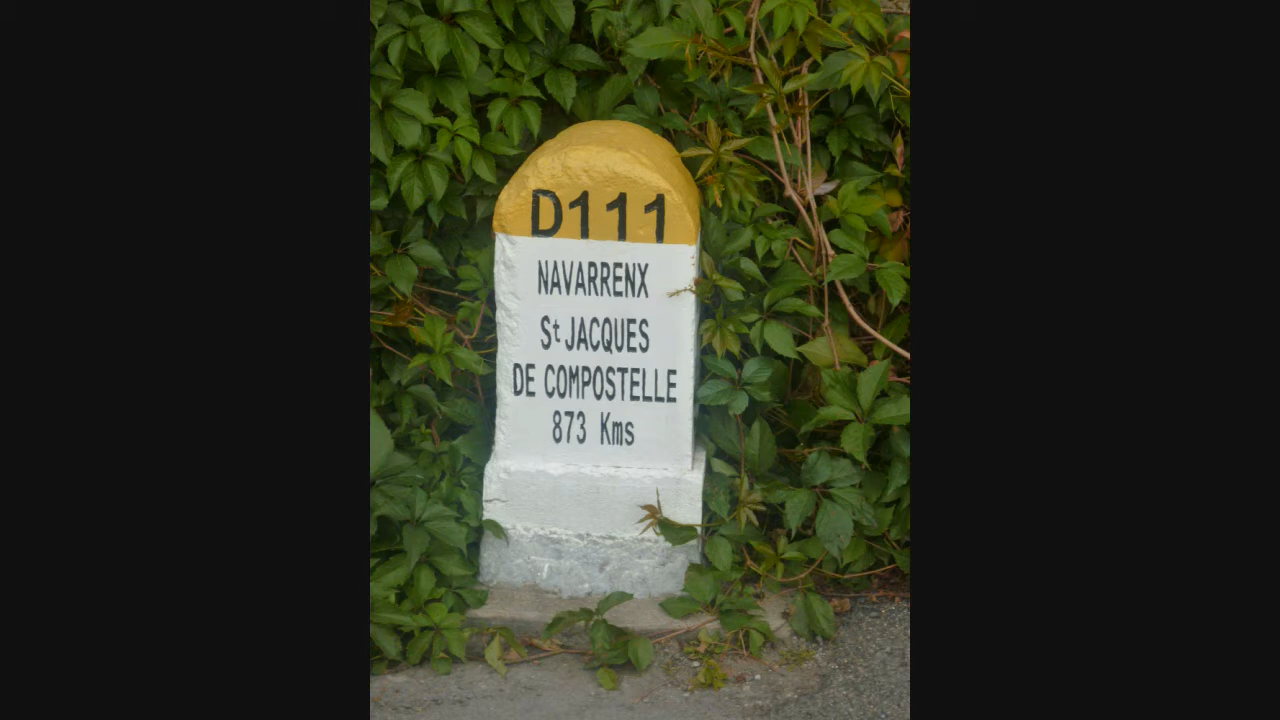 D111
NAVARRENX
St JACQUES
DE COMPOSTELLE
873 Kms